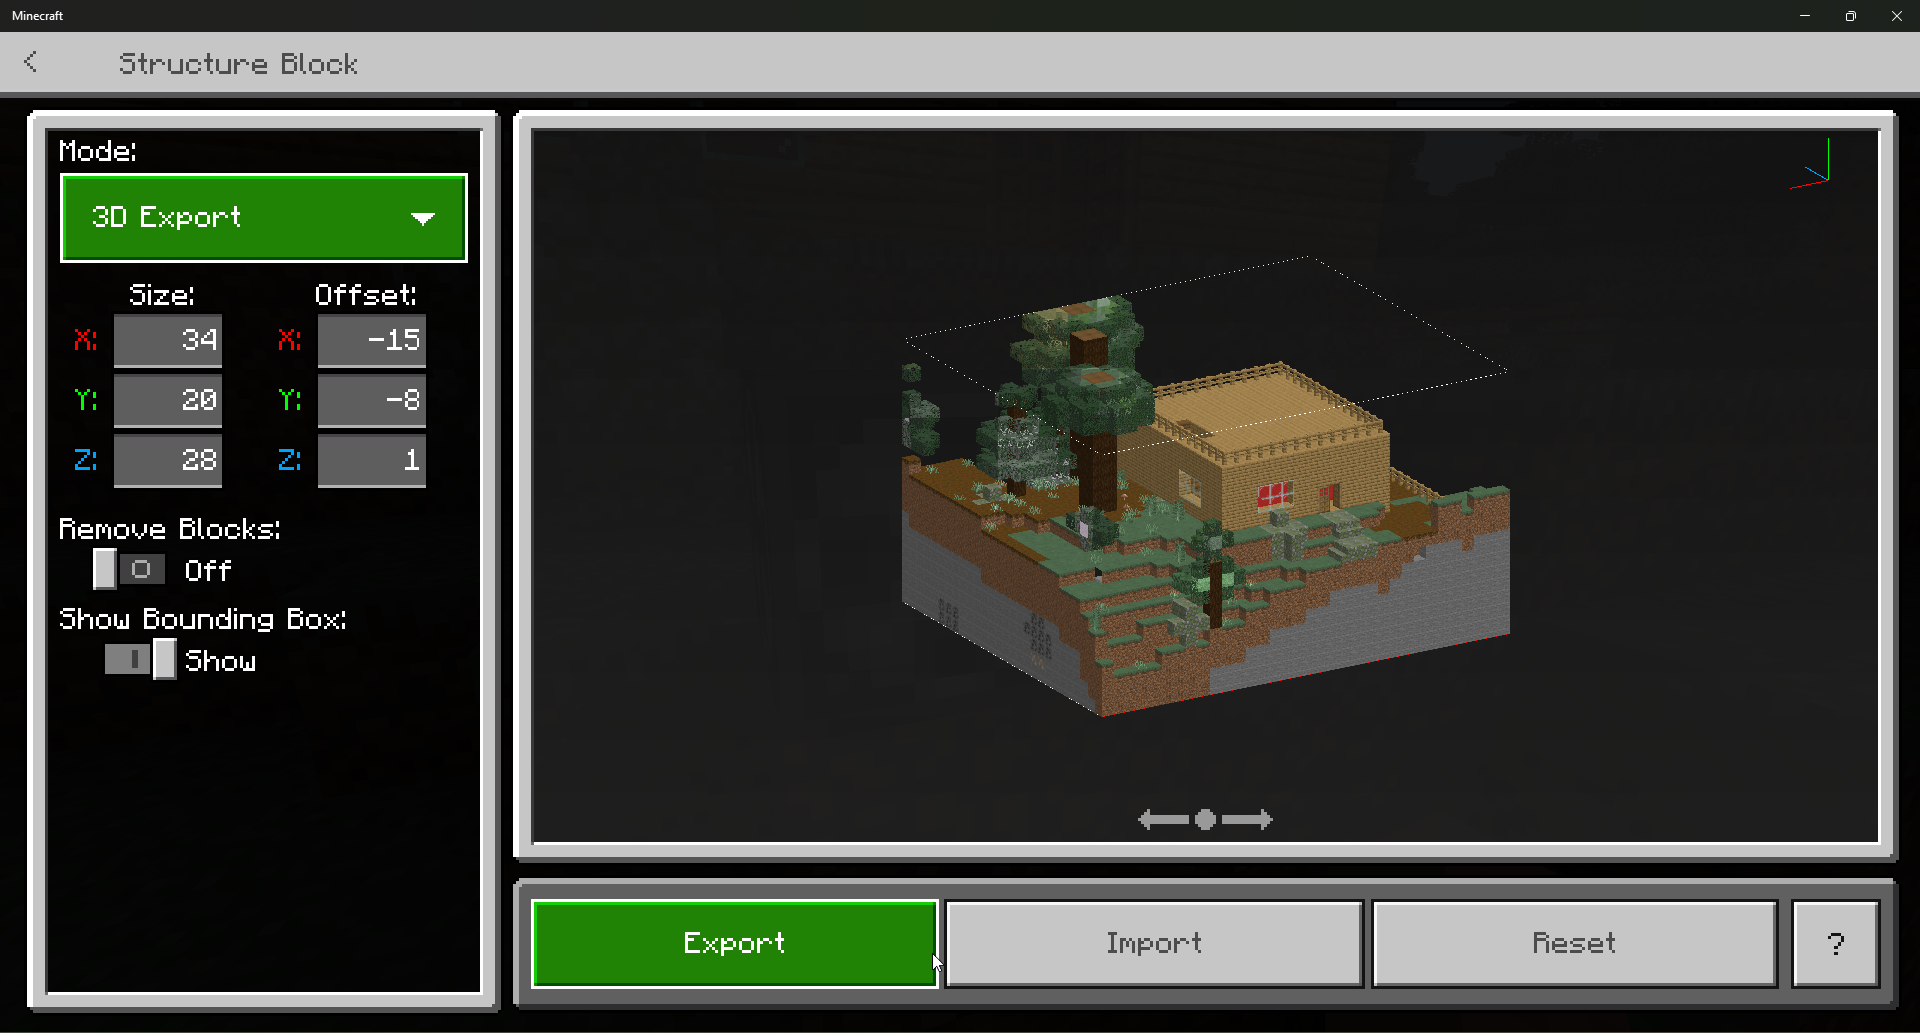 Minecraft
Structure Block
Mode:
3D Export
Size: Offset:
X: 34 X: -15
Y: 20 Y: -8
Z: 28 Z: 1
Remove Blocks:
Off
Show Bounding Box:
Show
Export Import Reset ?